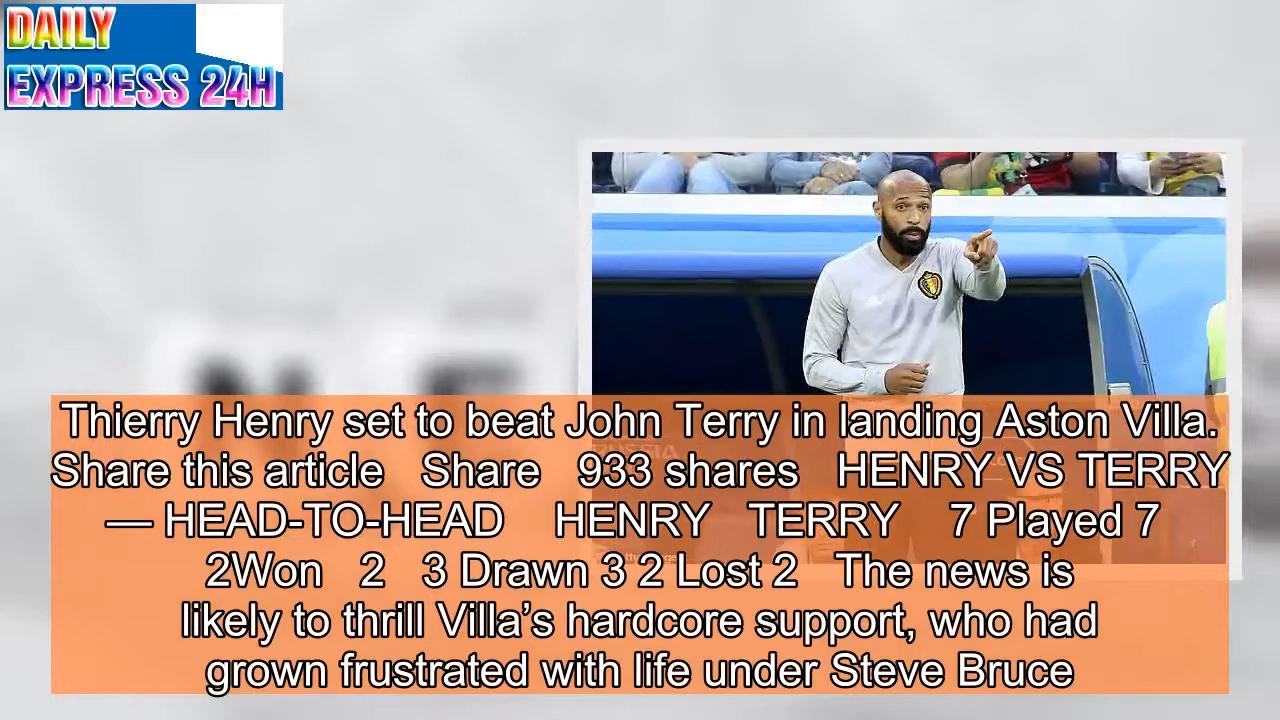 DAILY
EXPRESS 24H
Thierry Henry set to beat John Terry in landing Aston Villa.
Share this article Share 933 shares HENRY VS TERRY
— HEAD-TO-HEAD HENRY TERRY 7 Played 7
2Won 2 3 Drawn 3 2 Lost 2 The news is
likely to thrill Villa’s hardcore support, who had
grown frustrated with life under Steve Bruce